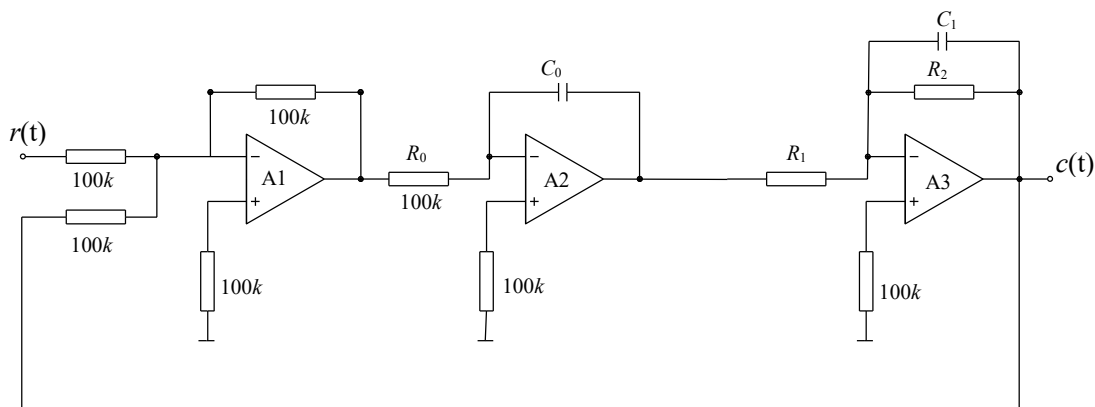 C₁
R₂
C₀
100k
r(t)
100k
A1
−
+
R₀
100k
A2
−
+
R₁
A3
−
+
c(t)
100k
100k
100k
100k